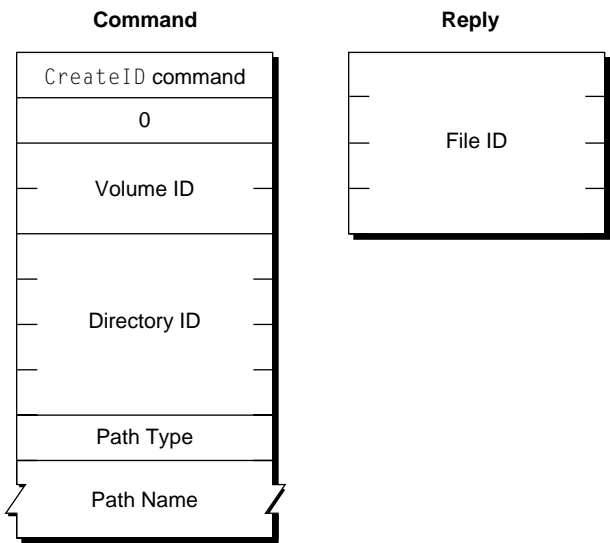 Command
CreateID command
0
Volume ID
Directory ID
Path Type
Path Name
Reply
File ID